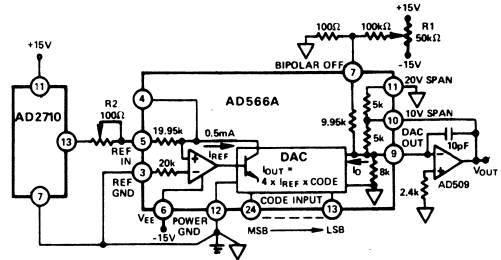 100Ω
100kΩ
R1
50kΩ
+15V
-15V
BIPOLAR OFF
7
11
20V SPAN
11
AD2710
4
AD566A
5k
10V SPAN
10
R2
100Ω
9.95k
5k
DAC
OUT
10pF
13
5
19.95k
0.5mA
REF
IN
IREF
DAC
IOUT =
4 x IREF x CODE
IO
9
8k
VOUT
AD509
2.4k
3
20k
REF
GND
7
6
12
24
CODE INPUT
13
VEE
-15V
POWER
GND
MSB
LSB